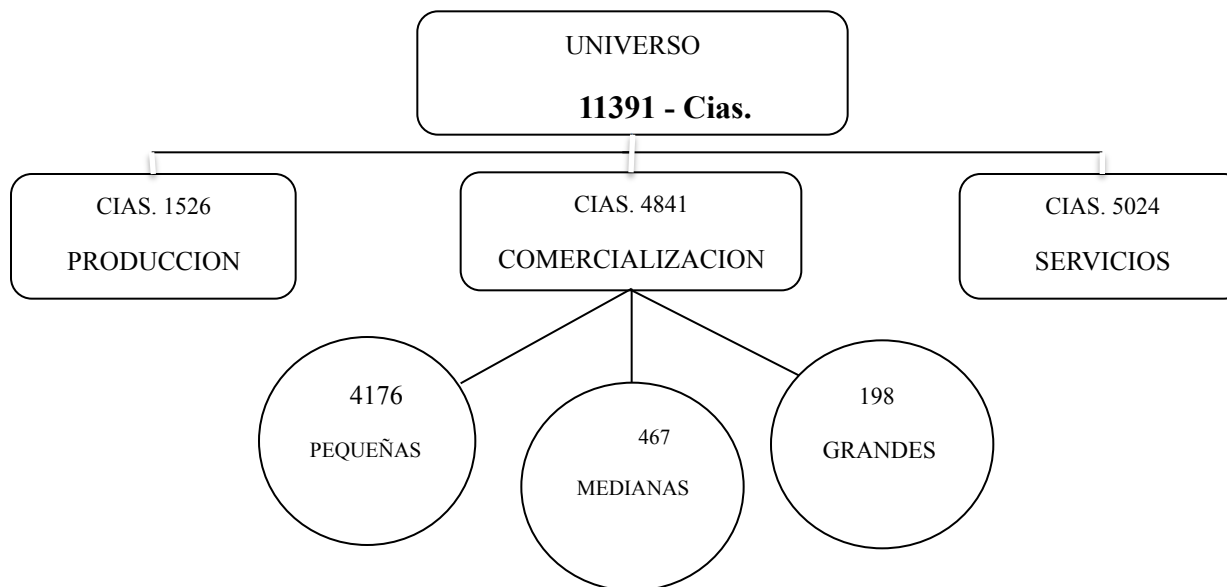 UNIVERSO
11391 - Cias.
CIAS. 1526
PRODUCCION
CIAS. 4841
COMERCIALIZACION
CIAS. 5024
SERVICIOS
4176
PEQUEÑAS
467
MEDIANAS
198
GRANDES